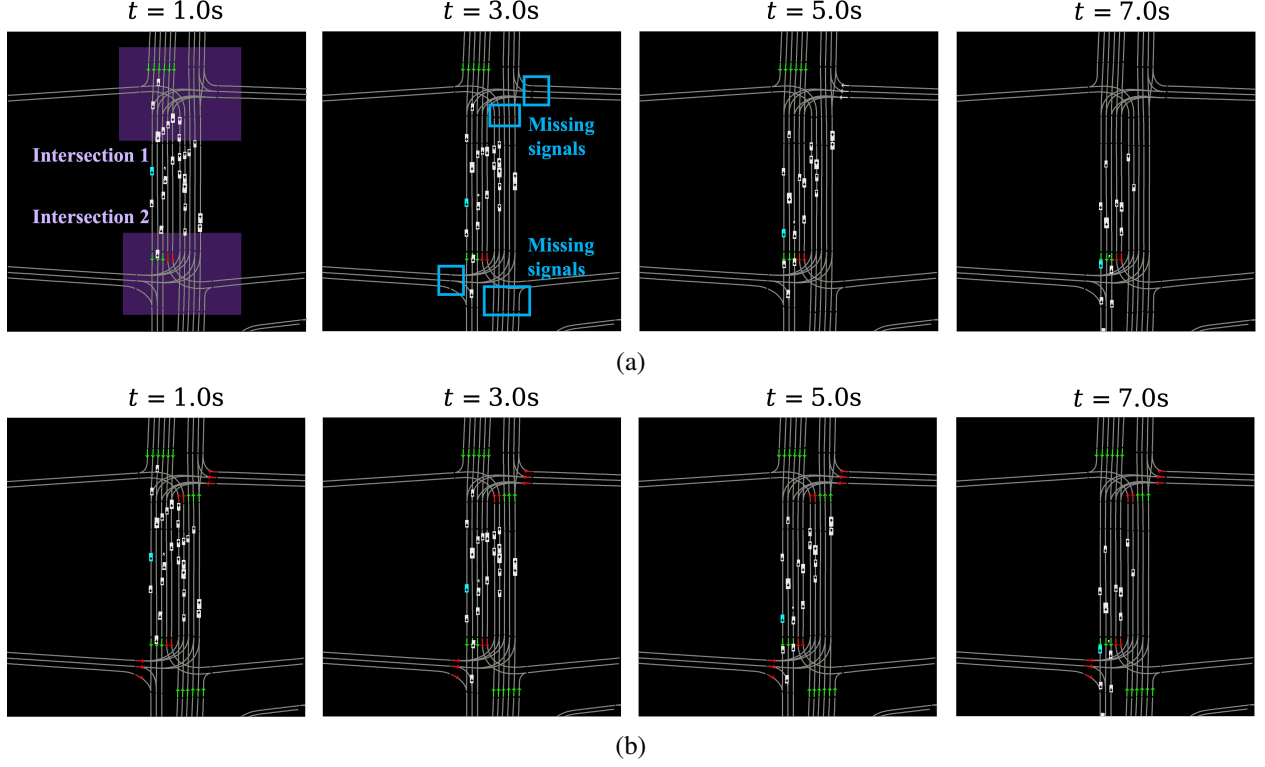 t = 1.0s
t = 3.0s
t = 5.0s
t = 7.0s
Intersection 1
Intersection 2
Missing
signals
Missing
signals
(a)
t = 1.0s
t = 3.0s
t = 5.0s
t = 7.0s
(b)